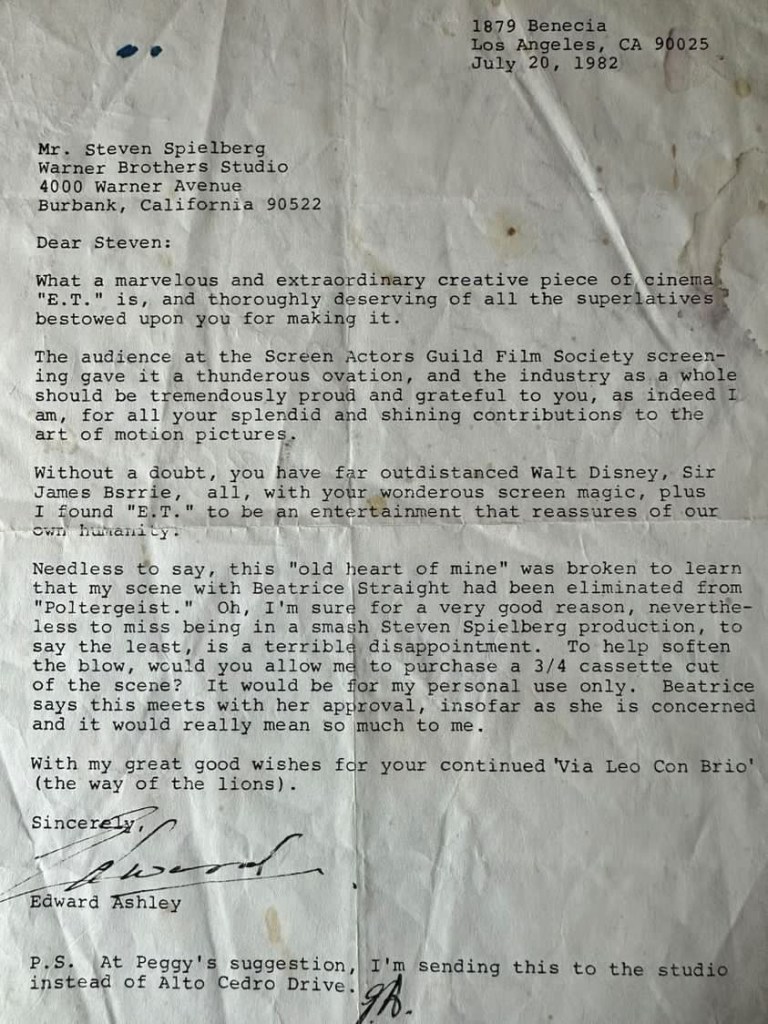 1879 Benecia
Los Angeles, CA 90025
July 20, 1982
Mr. Steven Spielberg
Warner Brothers Studio
4000 Warner Avenue
Burbank, California 90522
Dear Steven:
What a marvelous and extraordinary creative piece of cinema
"E.T." is, and thoroughly deserving of all the superlatives
bestowed upon you for making it.
The audience at the Screen Actors Guild Film Society screen-
ing gave it a thunderous ovation, and the industry as a whole
should be tremendously proud and grateful to you, as indeed I
am, for all your splendid and shining contributions to the
art of motion pictures.
Without a doubt, you have far outdistanced Walt Disney, Sir
James Bsrrie, all, with your wonderous screen magic, plus
I found "E.T." to be an entertainment that reassures of our
own humanity.
Needless to say, this "old heart of mine" was broken to learn
that my scene with Beatrice Straight had been eliminated from
"Poltergeist." Oh, I'm sure for a very good reason, neverthe-
less to miss being in a smash Steven Spielberg production, to
say the least, is a terrible disappointment. To help soften
the blow, would you allow me to purchase a 3/4 cassette cut
of the scene? It would be for my personal use only. Beatrice
says this meets with her approval, insofar as she is concerned
and it would really mean so much to me.
With my great good wishes for your continued 'Via Leo Con Brio'
(the way of the lions).
Sincerely,
Edward
Edward Ashley
P.S. At Peggy's suggestion, I'm sending this to the studio
instead of Alto Cedro Drive.